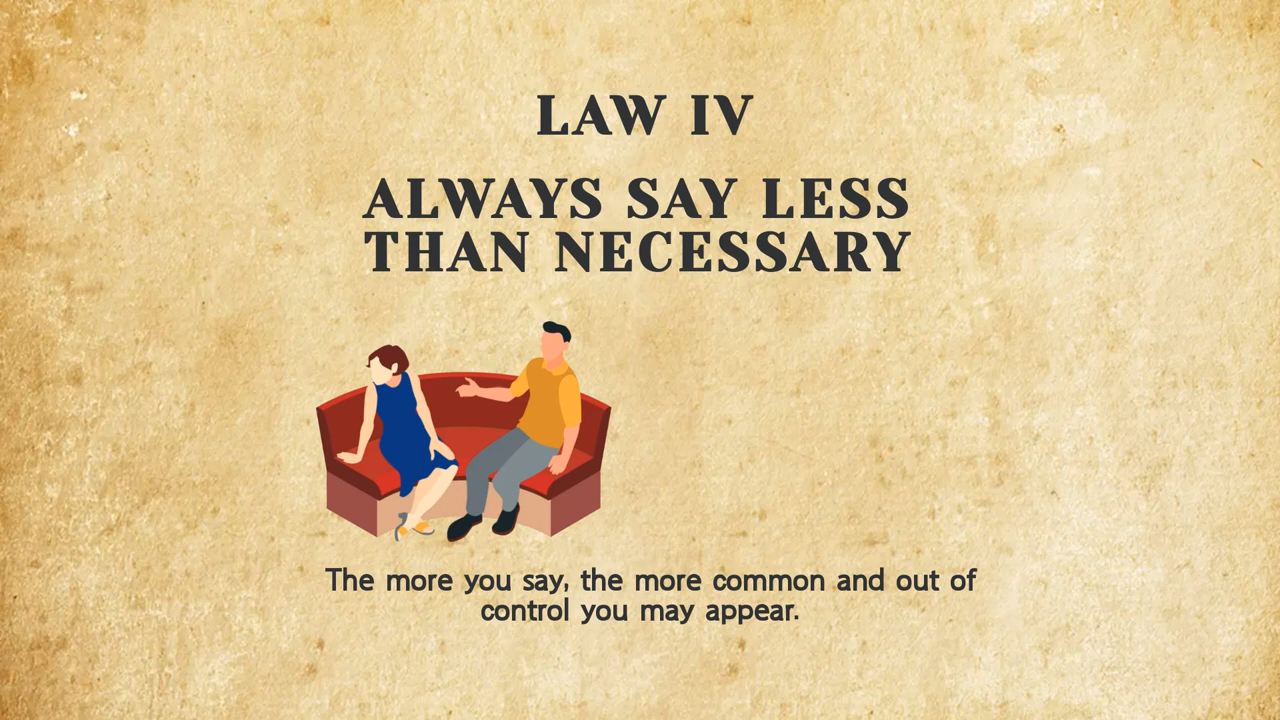 LAW IV
ALWAYS SAY LESS
THAN NECESSARY
The more you say, the more common and out of
control you may appear.